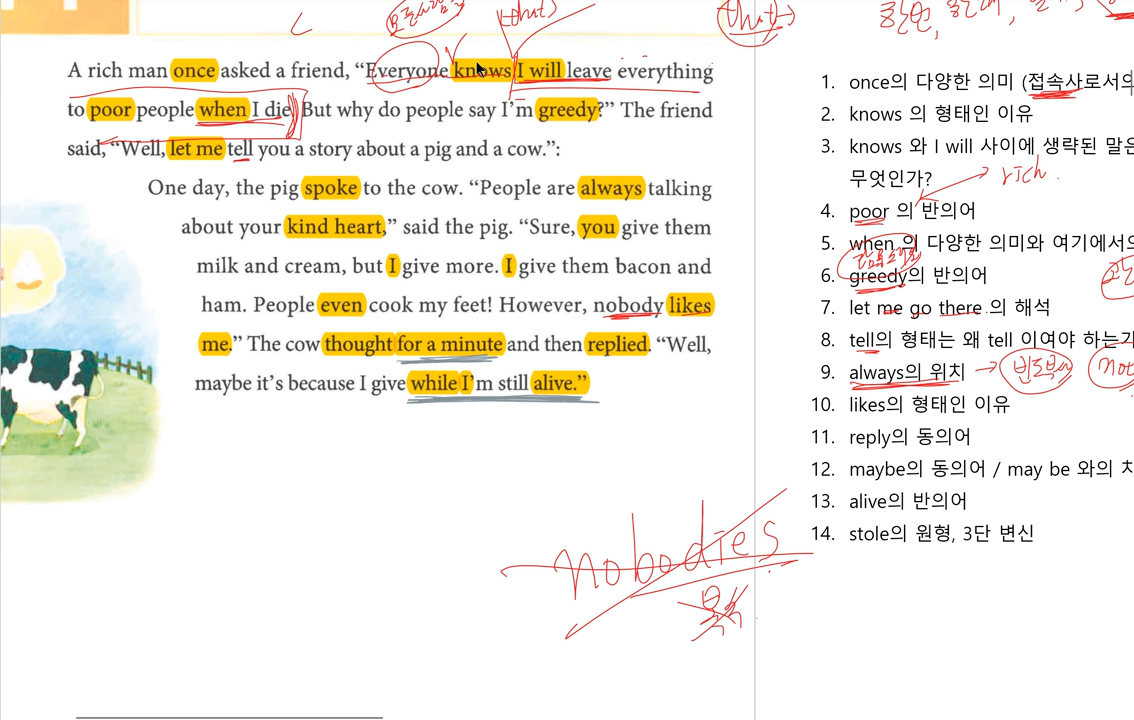 (that)
(that)
A rich man once asked a friend, “Everyone knows I will leave everything
to poor people when I die. But why do people say I’m greedy?” The friend
said, “Well, let me tell you a story about a pig and a cow.”:
One day, the pig spoke to the cow. “People are always talking
about your kind heart,” said the pig. “Sure, you give them
milk and cream, but I give more. I give them bacon and
ham. People even cook my feet! However, nobody likes
me.” The cow thought for a minute and then replied. “Well,
maybe it’s because I give while I’m still alive.”
1. once의 다양한 의미 (접속사로서의
2. knows 의 형태인 이유
3. knows 와 I will 사이에 생략된 말은
무엇인가?
rich.
4. poor 의 반의어
5. when 의 다양한 의미와 여기에서의
6. greedy의 반의어
7. let me go there 의 해석
8. tell의 형태는 왜 tell 이여야 하는가
9. always의 위치 → 빈도부사 not
10. likes의 형태인 이유
11. reply의 동의어
12. maybe의 동의어 / may be 와의 차
13. alive의 반의어
14. stole의 원형, 3단 변신
nobodies